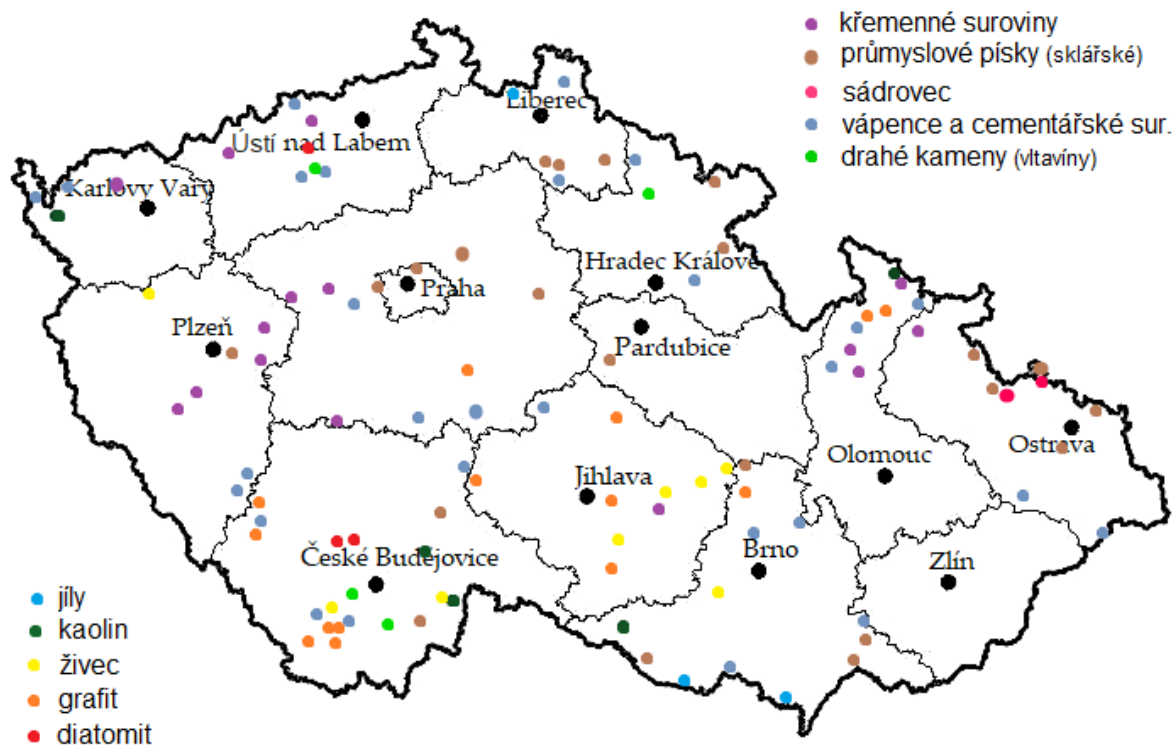 křemenné suroviny
průmyslové písky (sklářské)
sádrovec
vápence a cementářské sur.
drahé kameny (vltavíny)
Liberec
Ústí nad Labem
Karlovy Vary
Hradec Králové
Praha
Plzeň
Pardubice
Ostrava
Olomouc
Jihlava
Brno
Zlín
České Budějovice
jíly
kaolin
živec
grafit
diatomit